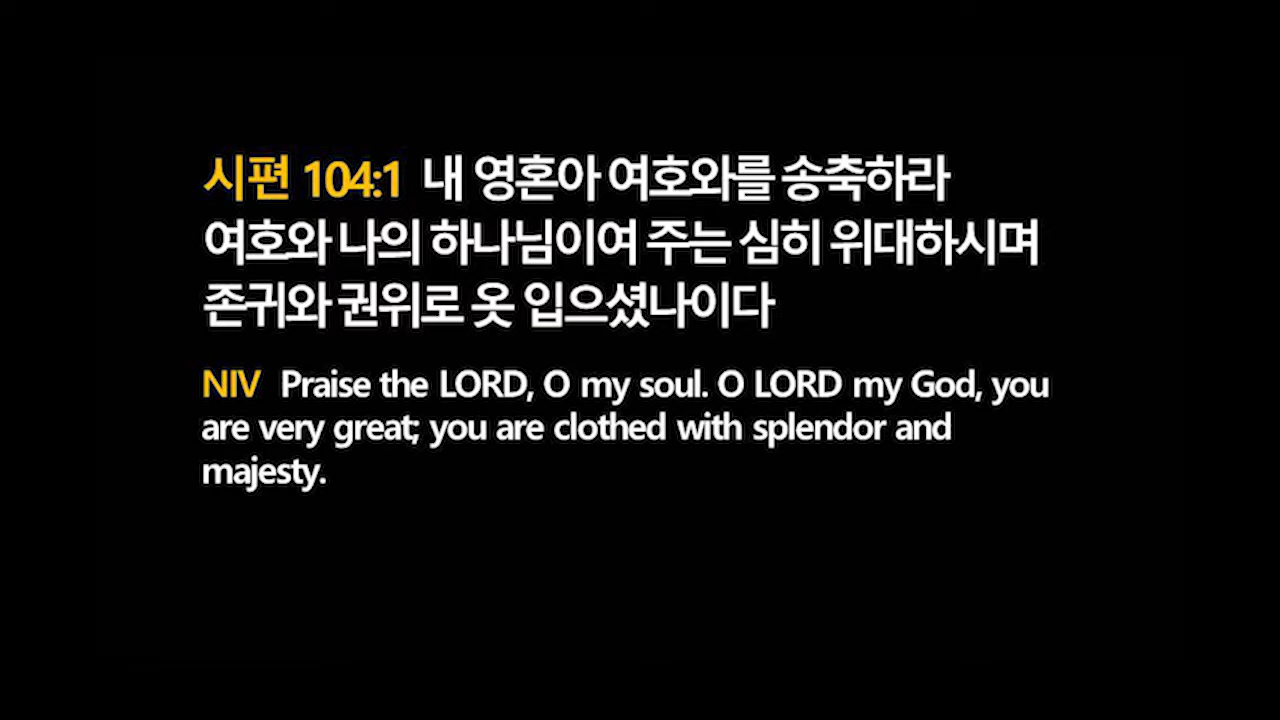 시편 104:1 내 영혼아 여호와를 송축하라
여호와 나의 하나님이여 주는 심히 위대하시며
존귀와 권위로 옷 입으셨나이다
NIV Praise the LORD, O my soul. O LORD my God, you
are very great; you are clothed with splendor and
majesty.